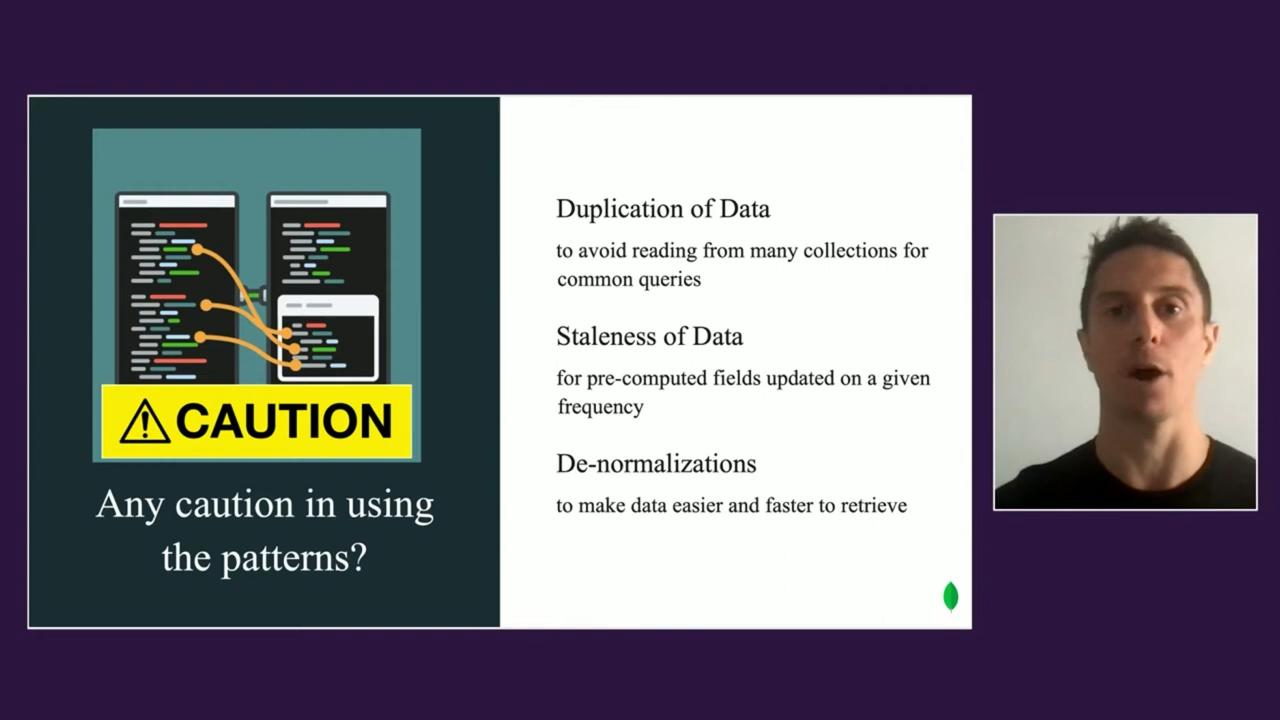 CAUTION
Any caution in using
the patterns?
Duplication of Data
to avoid reading from many collections for
common queries
Staleness of Data
for pre-computed fields updated on a given
frequency
De-normalizations
to make data easier and faster to retrieve